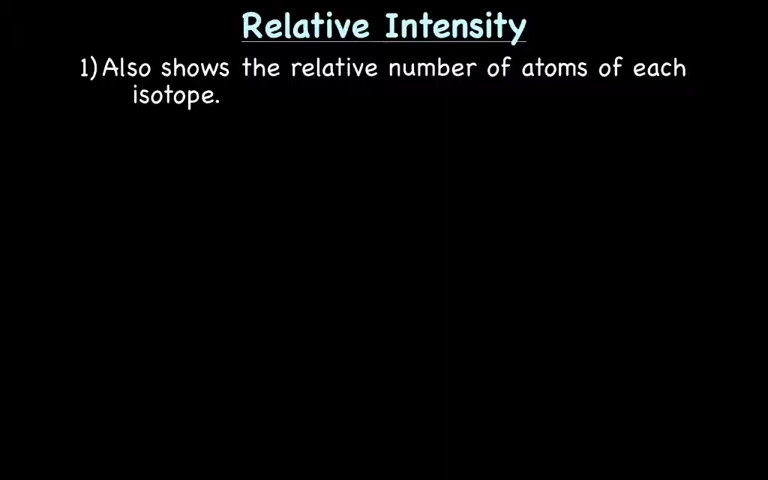 Relative Intensity
1) Also shows the relative number of atoms of each
isotope.